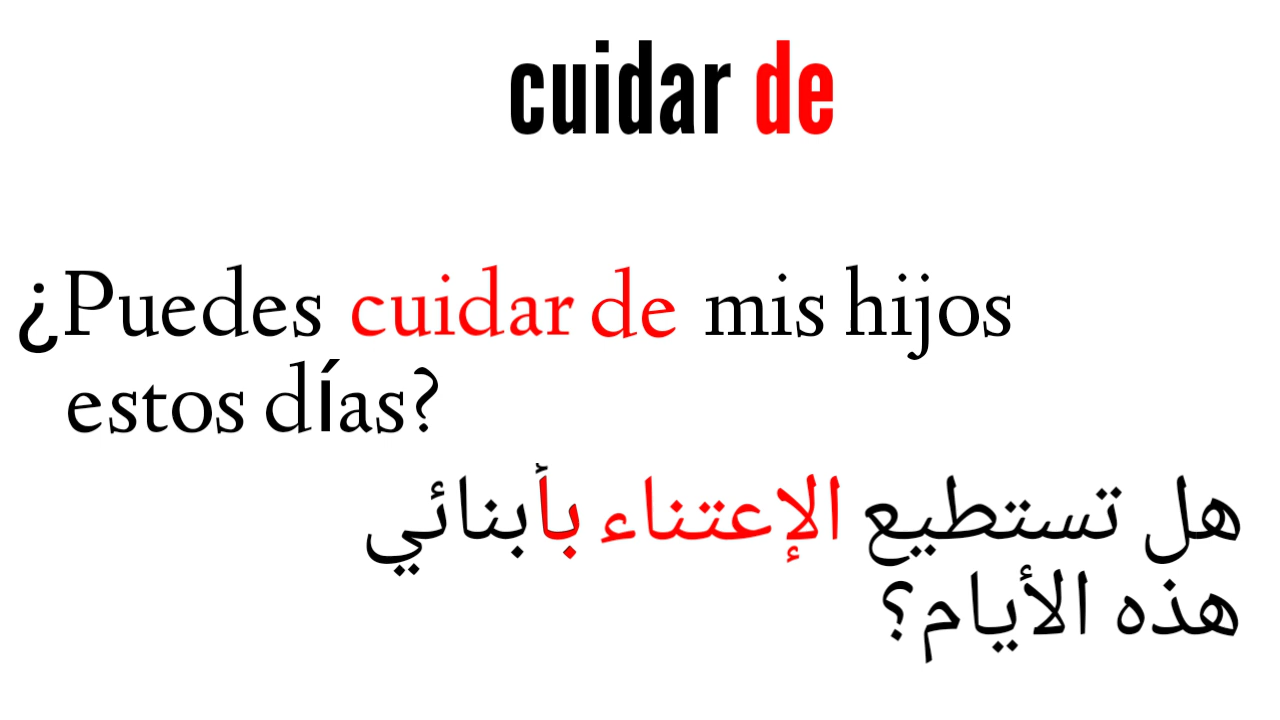 cuidar de
¿Puedes cuidar de mis hijos
estos días?
هل تستطيع الإعتناء بأبنائي
هذه الأيام؟